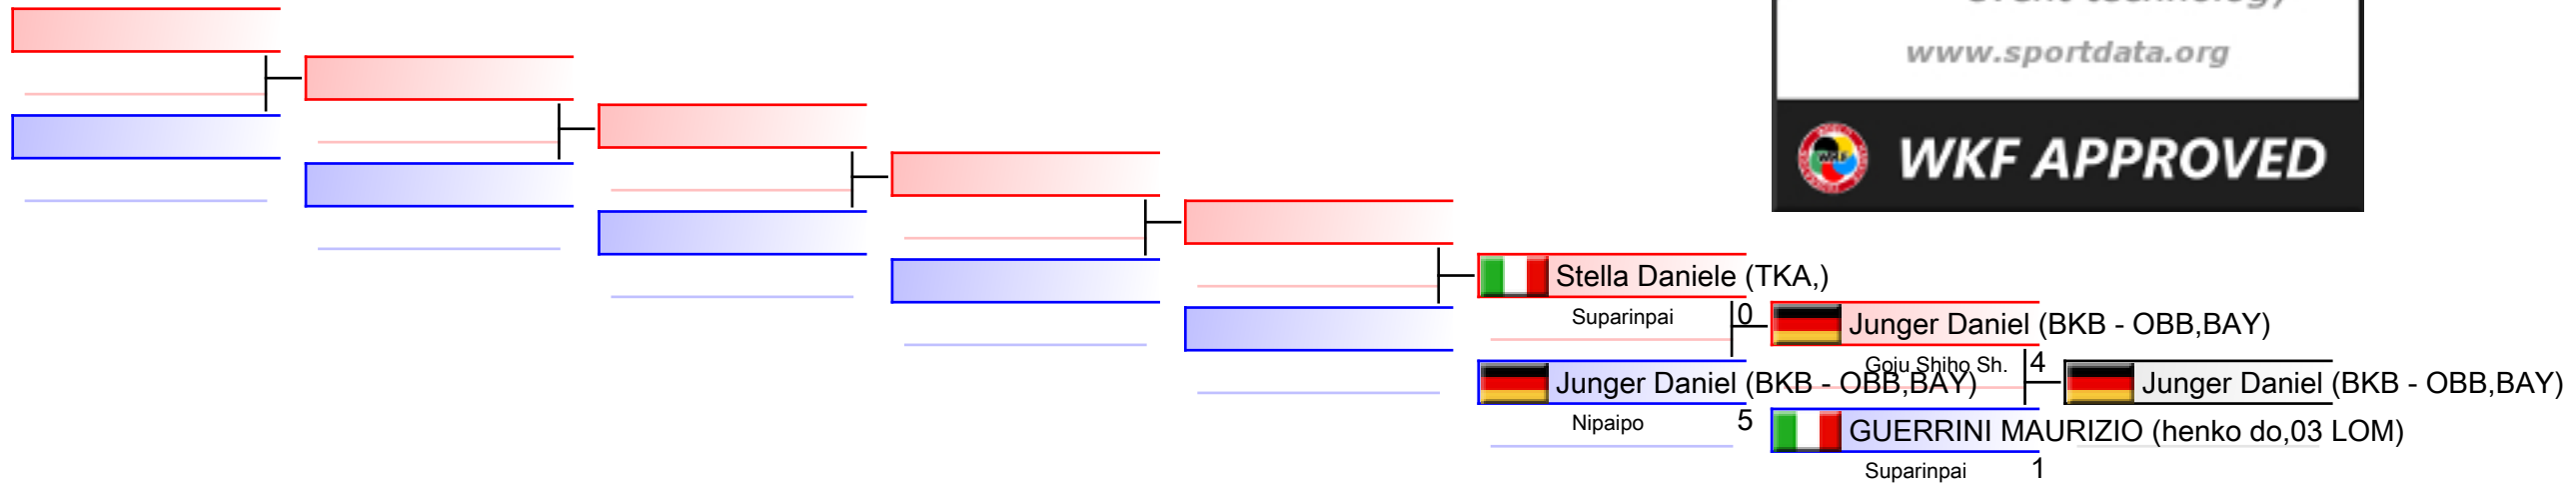 event technology
www.sportdata.org
WKF APPROVED
Stella Daniele (TKA,)
Suparinpai
0
Junger Daniel (BKB - OBB,BAY)
Goju Shiho Sh.
4
Junger Daniel (BKB - OBB,BAY)
Nipaipo
5
Junger Daniel (BKB - OBB,BAY)
GUERRINI MAURIZIO (henko do,03 LOM)
Suparinpai
1